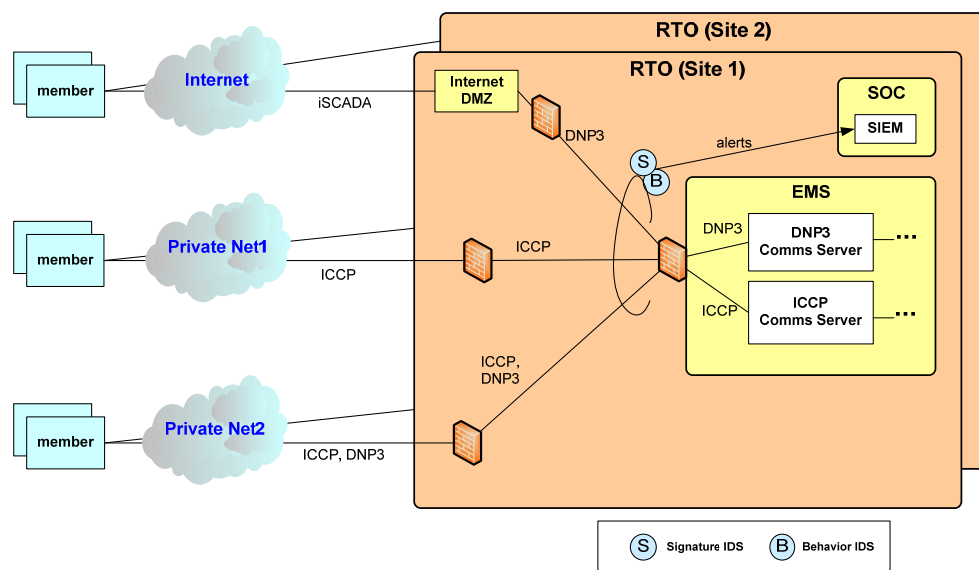 RTO (Site 2)
RTO (Site 1)
member
Internet
iSCADA
Internet
DMZ
DNP3
SOC
SIEM
alerts
S
B
EMS
member
Private Net1
ICCP
ICCP
DNP3
DNP3
Comms Server
...
ICCP
ICCP
Comms Server
...
ICCP,
DNP3
member
Private Net2
ICCP, DNP3
S
Signature IDS
B
Behavior IDS